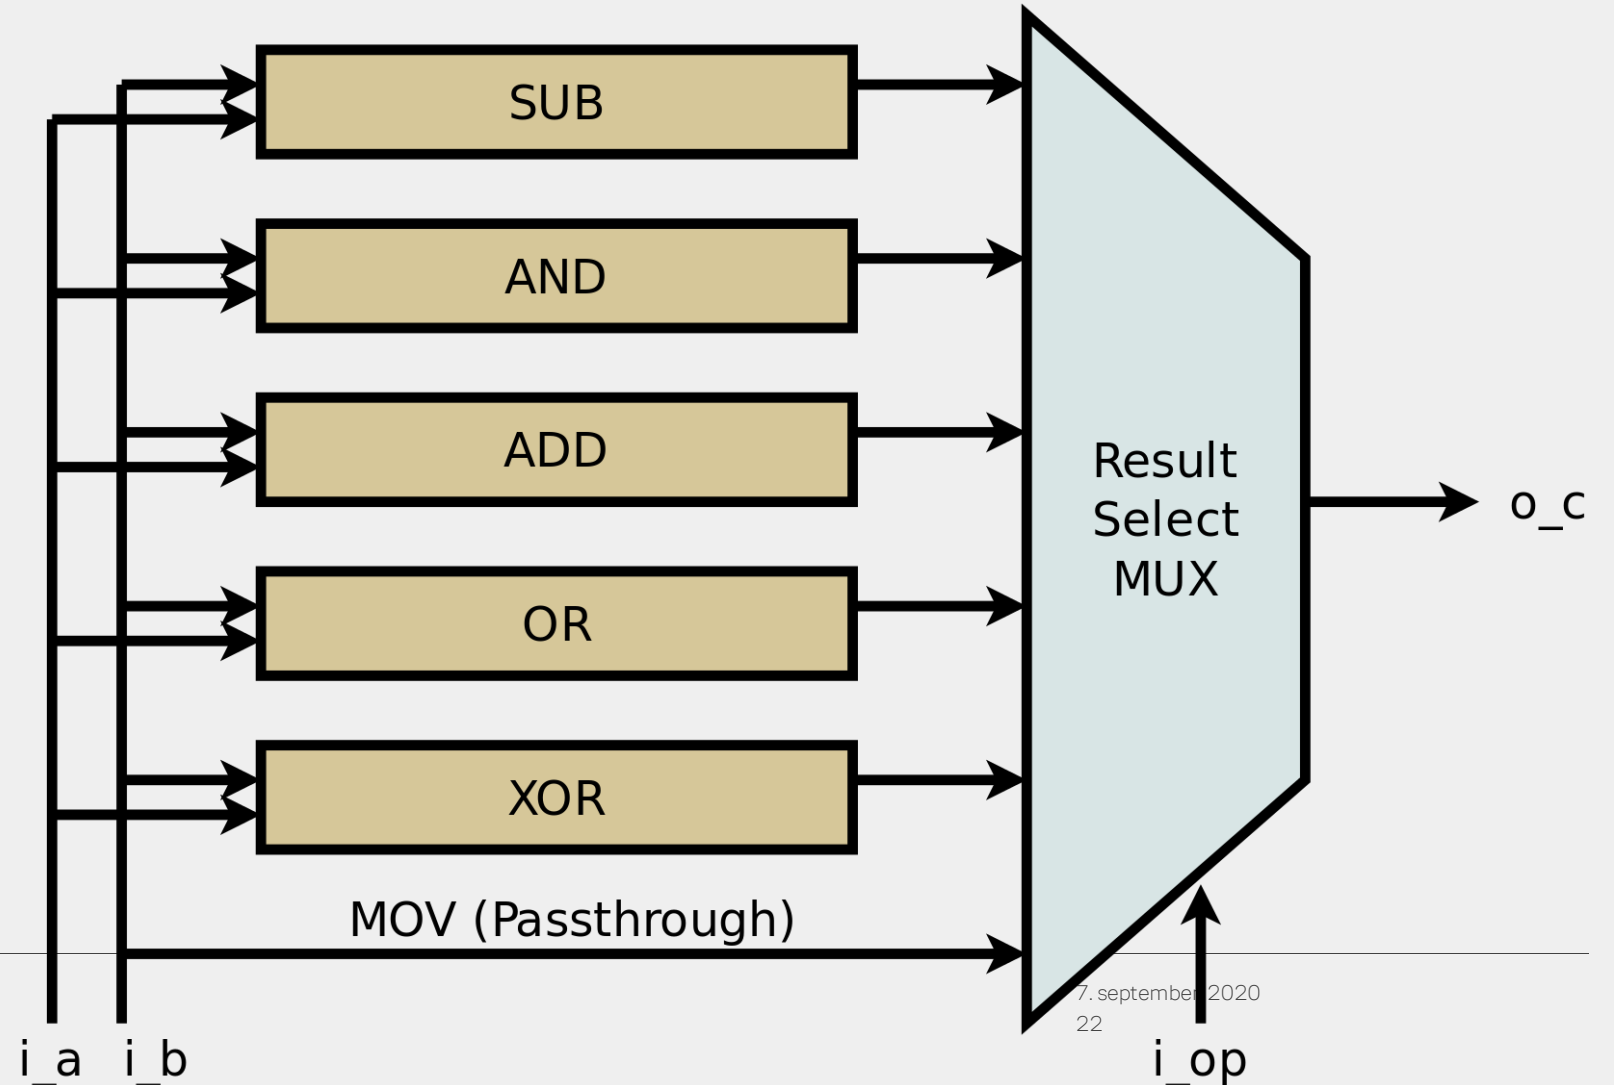 SUB
AND
ADD
OR
XOR
MOV (Passthrough)
Result
Select
MUX
o_c
7. september 2020
22
i_a
i_b
i_op